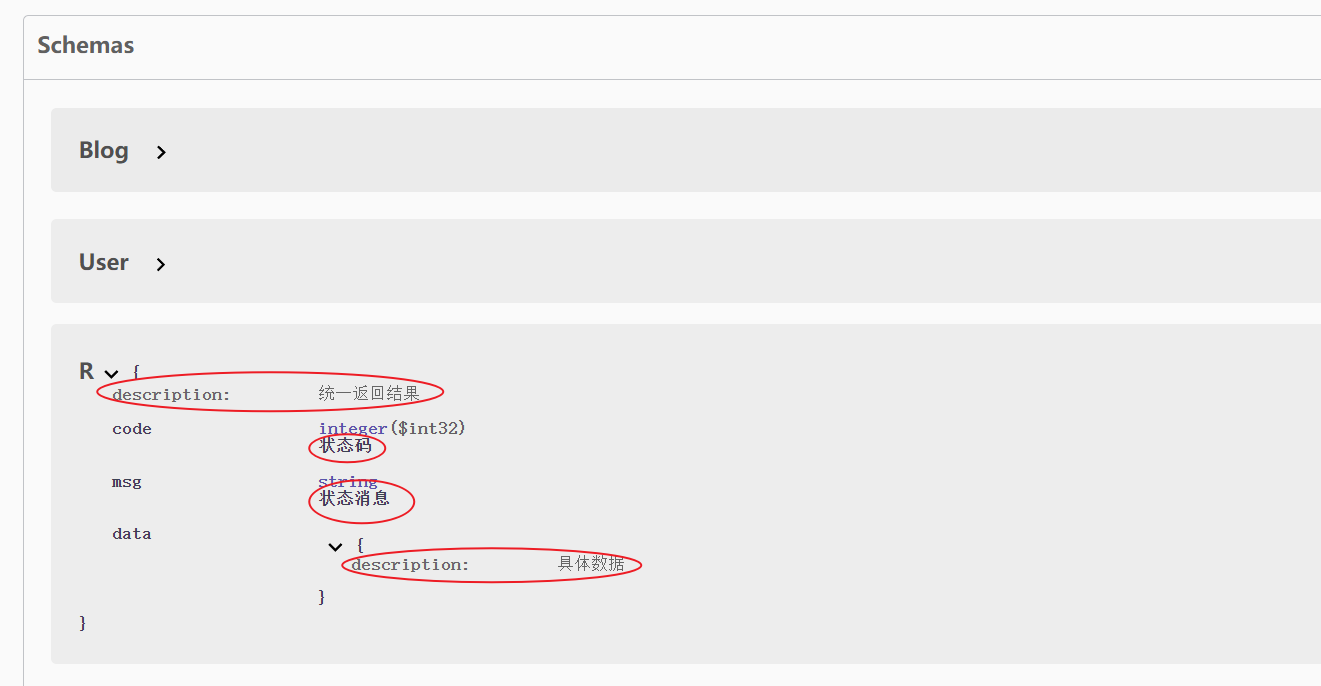 Schemas
Blog
User
R {
description: 统一返回结果
code integer($int32)
状态码
msg string
状态消息
data {
description: 具体数据
}
}